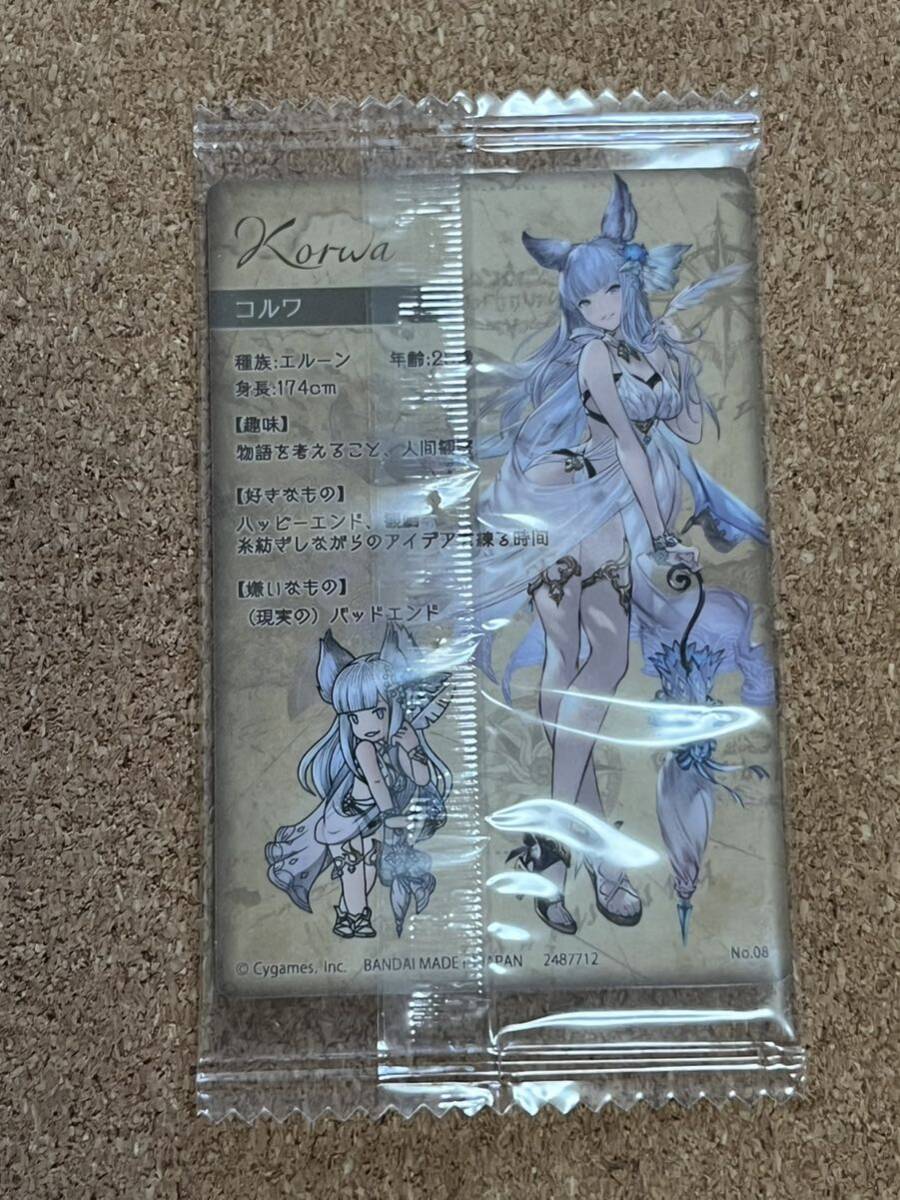 Korwa
コルワ
種族:エルーン 年齢:2
身長:174cm
【趣味】
物語を考えること、人間観
【好きなもの】
ハッピーエンド、
糸紡ぎしながらのアイデア 練る時間
【嫌いなもの】
(現実の) バッドエンド
© Cygames, Inc. BANDAI MADE JAPAN 2487712
No.08